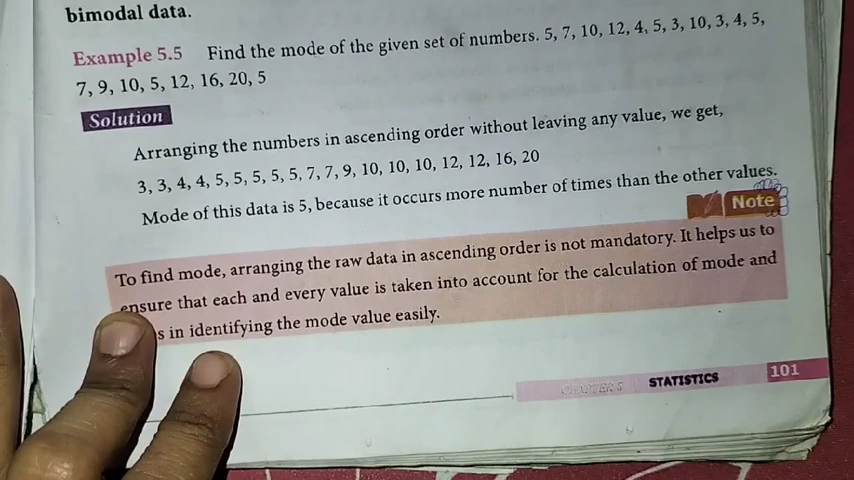 bimodal data.
Example 5.5 Find the mode of the given set of numbers. 5, 7, 10, 12, 4, 5, 3, 10, 3, 4, 5,
7, 9, 10, 5, 12, 16, 20, 5
Solution
Arranging the numbers in ascending order without leaving any value, we get,
3, 3, 4, 4, 5, 5, 5, 5, 5, 7, 7, 9, 10, 10, 10, 12, 12, 16, 20
Mode of this data is 5, because it occurs more number of times than the other values.
Note
To find mode, arranging the raw data in ascending order is not mandatory. It helps us to
ensure that each and every value is taken into account for the calculation of mode and
in identifying the mode value easily.
CHAPTER 5 STATISTICS 101